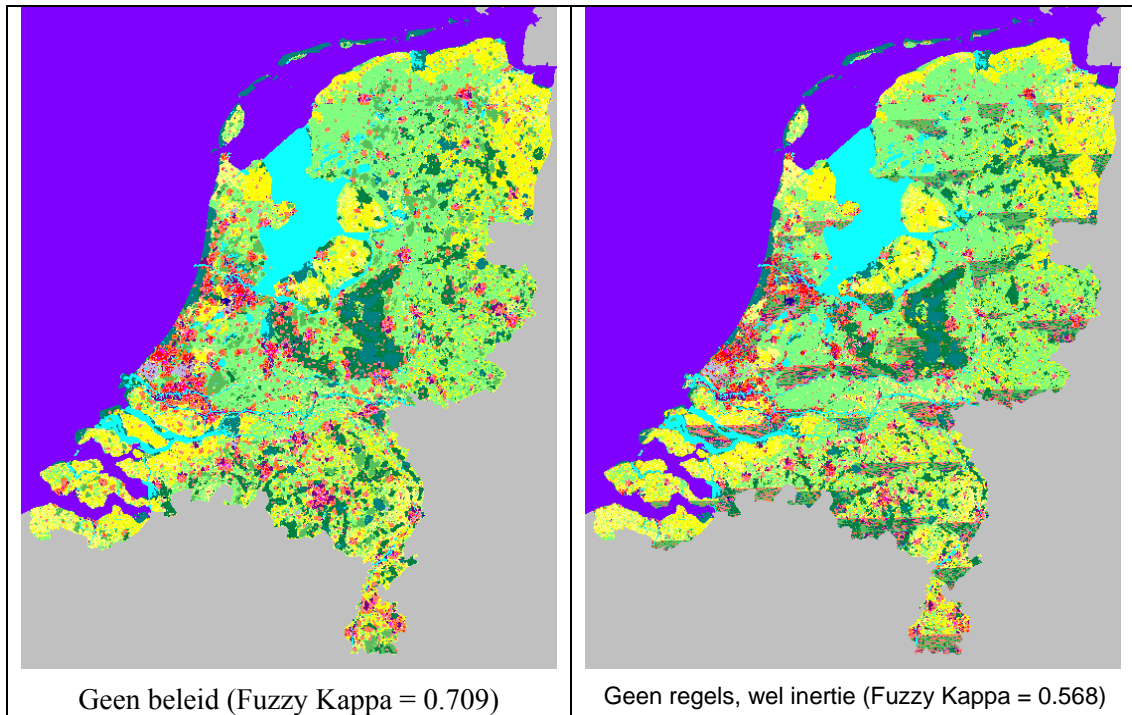 Geen beleid (Fuzzy Kappa = 0.709)
Geen regels, wel inertie (Fuzzy Kappa = 0.568)